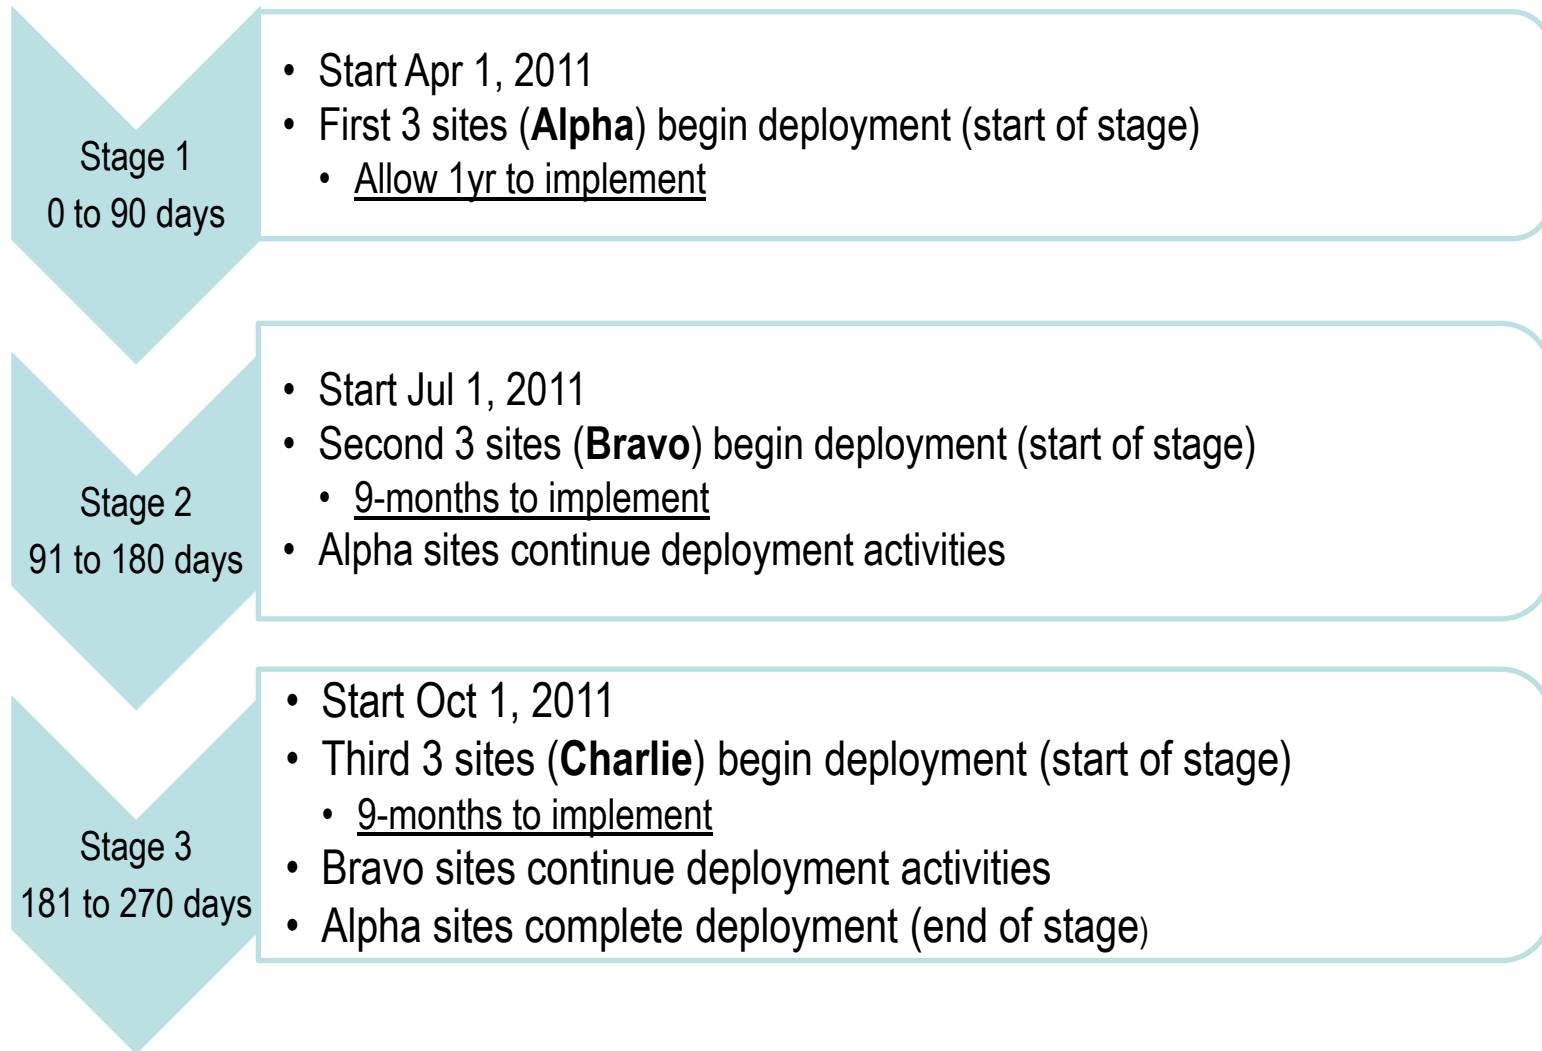 Stage 1
0 to 90 days
• Start Apr 1, 2011
• First 3 sites (Alpha) begin deployment (start of stage)
• Allow 1yr to implement
Stage 2
91 to 180 days
• Start Jul 1, 2011
• Second 3 sites (Bravo) begin deployment (start of stage)
• 9-months to implement
• Alpha sites continue deployment activities
Stage 3
181 to 270 days
• Start Oct 1, 2011
• Third 3 sites (Charlie) begin deployment (start of stage)
• 9-months to implement
• Bravo sites continue deployment activities
• Alpha sites complete deployment (end of stage)